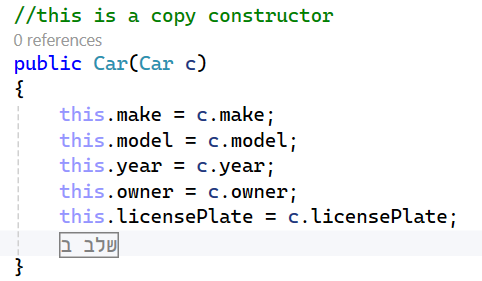 //this is a copy constructor
0 references
public Car(Car c)
{
this.make = c.make;
this.model = c.model;
this.year = c.year;
this.owner = c.owner;
this.licensePlate = c.licensePlate;
שלב ב
}